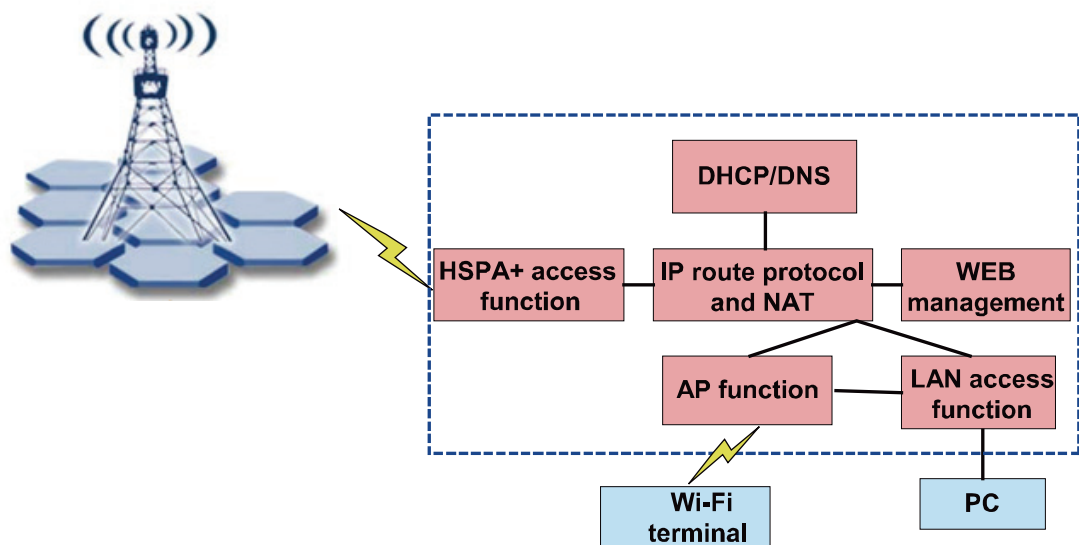 DHCP/DNS
HSPA+ access
function
IP route protocol
and NAT
WEB
management
AP function
LAN access
function
Wi-Fi
terminal
PC